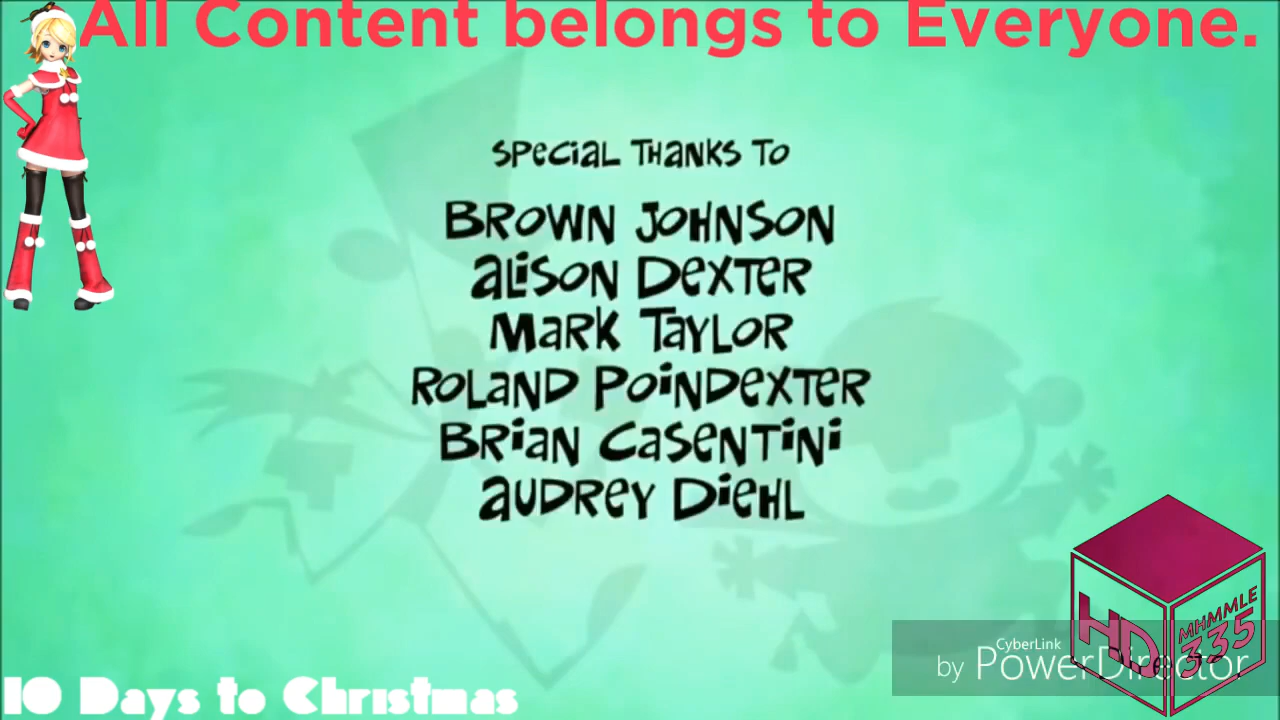 All Content belongs to Everyone.
SPECiAL THANKS TO
BROWN JOHNSON
ALiSON DEXTER
MARK TAYLOR
ROLAND POiNDEXTER
BRiAN CASENTiNi
AUDREY DiEHL
HD
MHMMLE
335
CyberLink
by PowerDirector
10 Days to Christmas